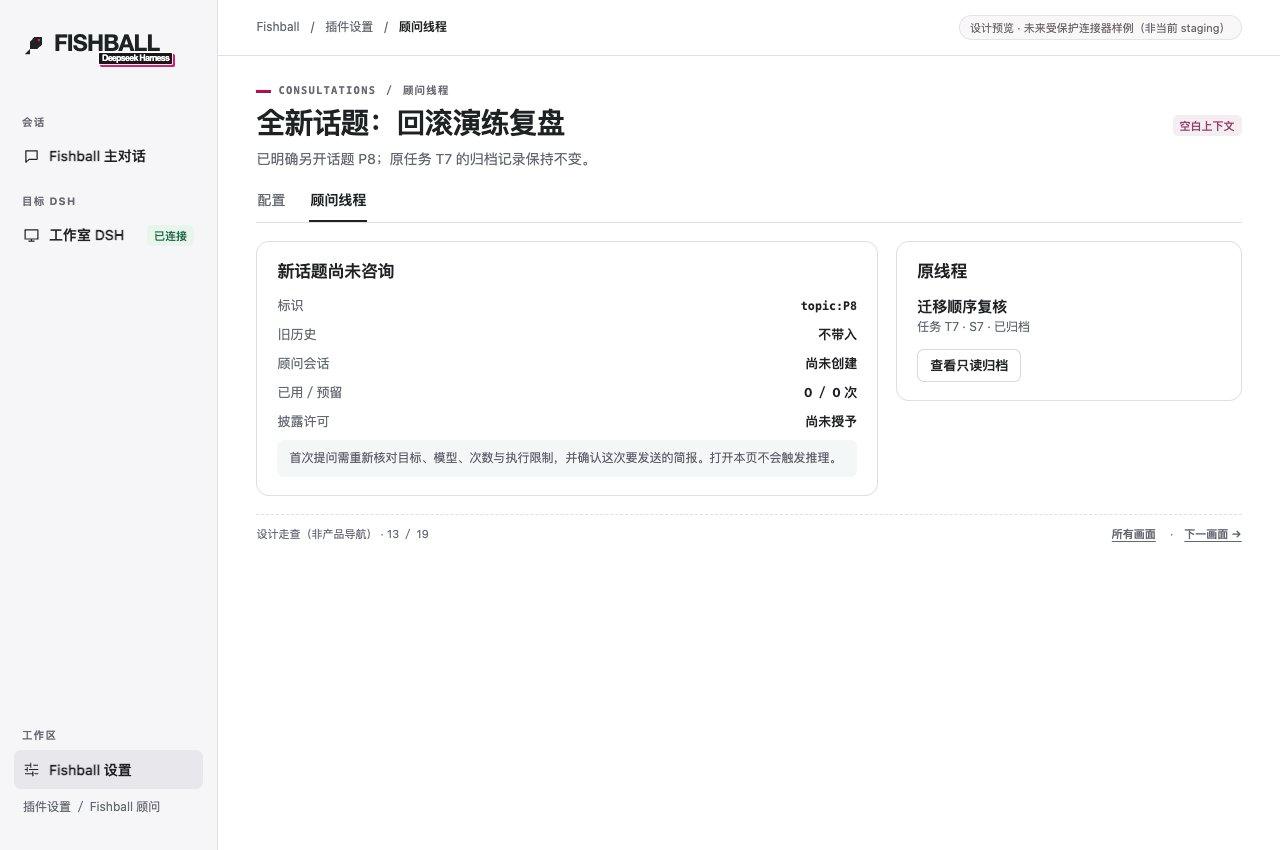 FISHBALL
Deepseek Harness
会话
Fishball 主对话
目标 DSH
工作室 DSH 已连接
工作区
Fishball 设置
插件设置 / Fishball 顾问
Fishball / 插件设置 / 顾问线程
设计预览 · 未来受保护连接器样例（非当前 staging）
CONSULTATIONS / 顾问线程
全新话题：回滚演练复盘
空白上下文
已明确另开话题 P8；原任务 T7 的归档记录保持不变。
配置 顾问线程
新话题尚未咨询
标识 topic:P8
旧历史 不带入
顾问会话 尚未创建
已用 / 预留 0 / 0 次
披露许可 尚未授予
首次提问需重新核对目标、模型、次数与执行限制，并确认这次要发送的简报。打开本页不会触发推理。
原线程
迁移顺序复核
任务 T7 · S7 · 已归档
查看只读归档
设计走查（非产品导航） · 13 / 19
所有画面 · 下一画面 →